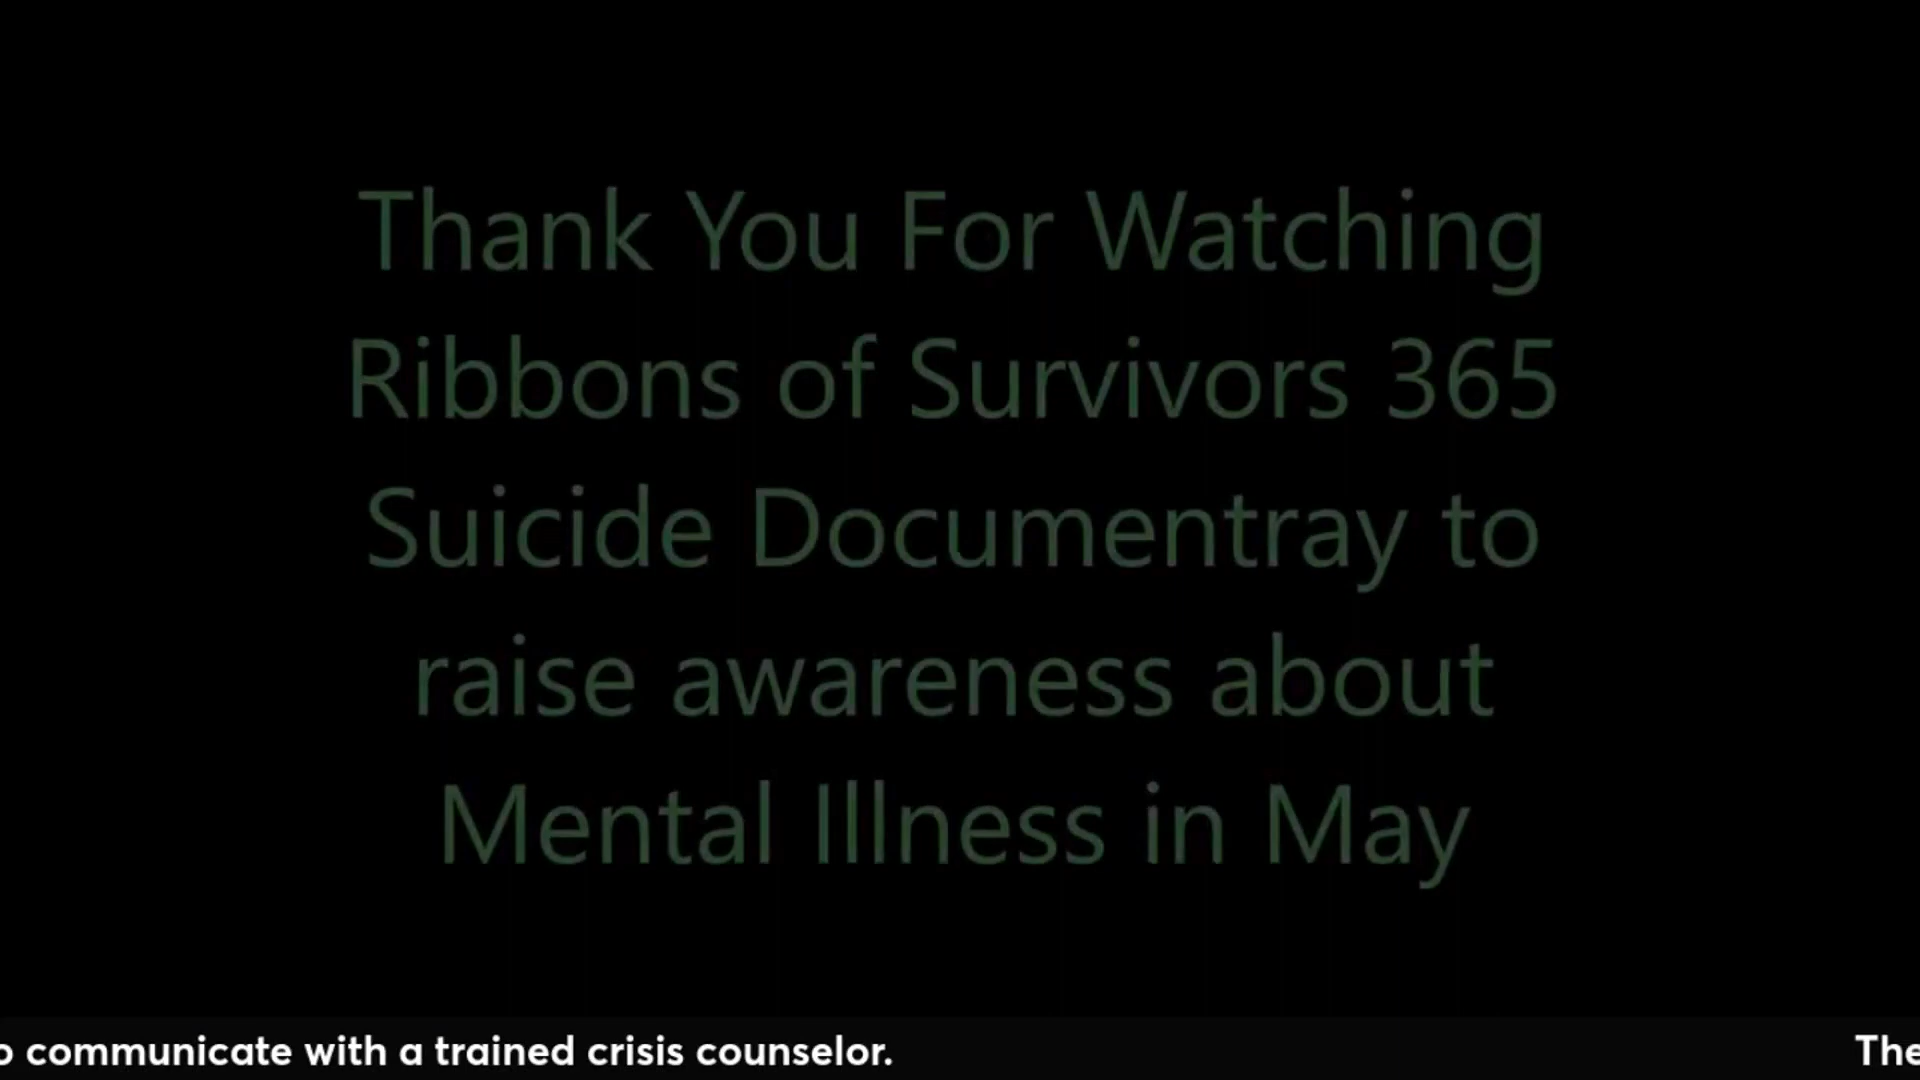 Thank You For Watching
Ribbons of Survivors 365
Suicide Documentray to
raise awareness about
Mental Illness in May
o communicate with a trained crisis counselor. The